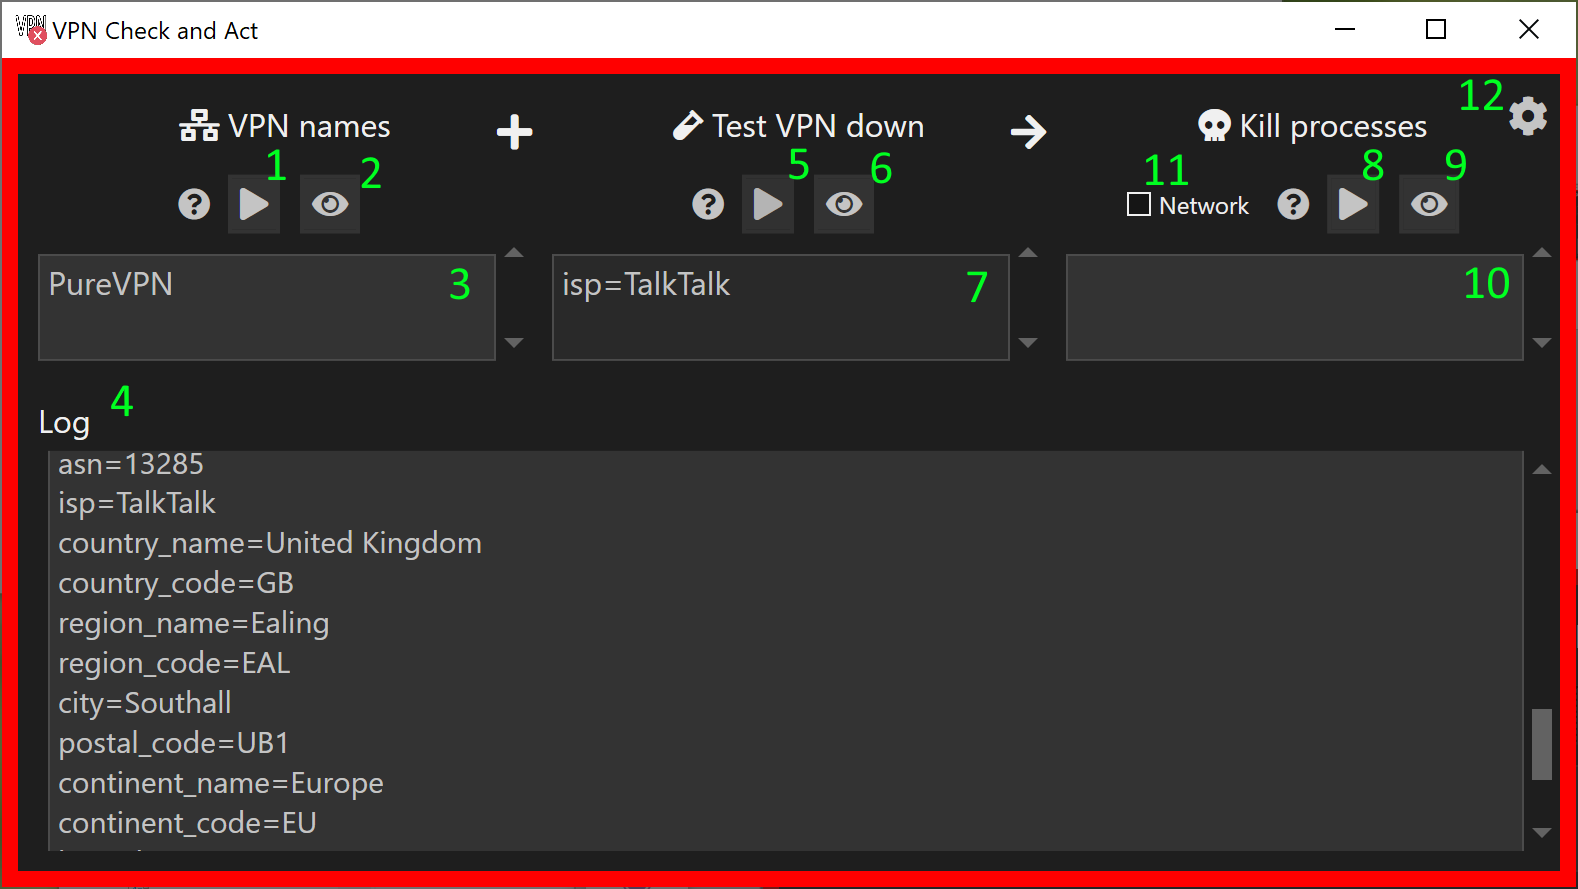 VPN Check and Act
VPN names
Test VPN down
12
Kill processes
1
2
5
6
11
8
9
Network
PureVPN
3
isp=TalkTalk
7
10
4
Log
asn=13285
isp=TalkTalk
country_name=United Kingdom
country_code=GB
region_name=Ealing
region_code=EAL
city=Southall
postal_code=UB1
continent_name=Europe
continent_code=EU